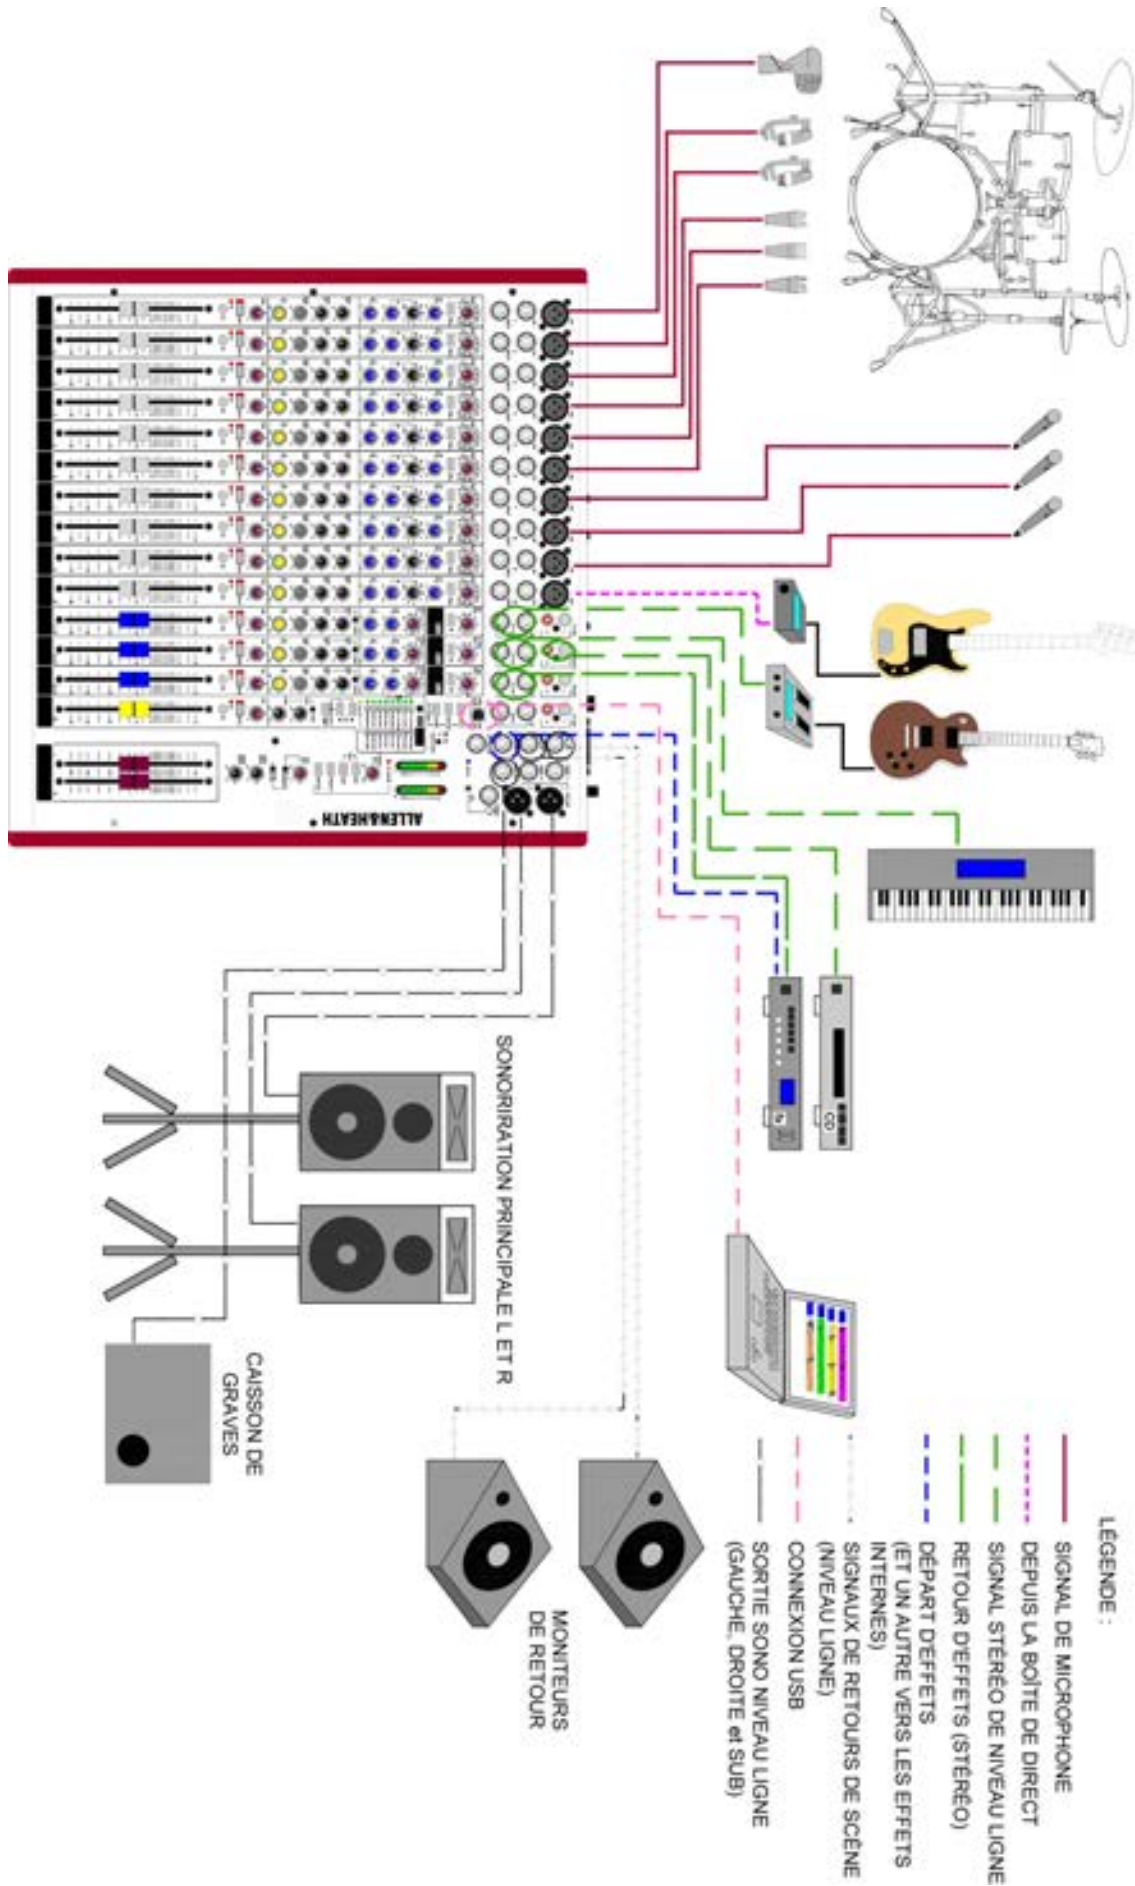 ALLEN&HEATH
CD
fx
SONORIRATION PRINCIPALE L ET R
CAISSON DE
GRAVES
MONITEURS
DE RETOUR
LÉGENDE :
SIGNAL DE MICROPHONE
DEPUIS LA BOÎTE DE DIRECT
SIGNAL STÉRÉO DE NIVEAU LIGNE
RETOUR D'EFFETS (STÉRÉO)
DÉPART D'EFFETS
(ET UN AUTRE VERS LES EFFETS
INTERNES)
SIGNAUX DE RETOURS DE SCÈNE
(NIVEAU LIGNE)
CONNEXION USB
SORTIE SONO NIVEAU LIGNE
(GAUCHE, DROITE et SUB)